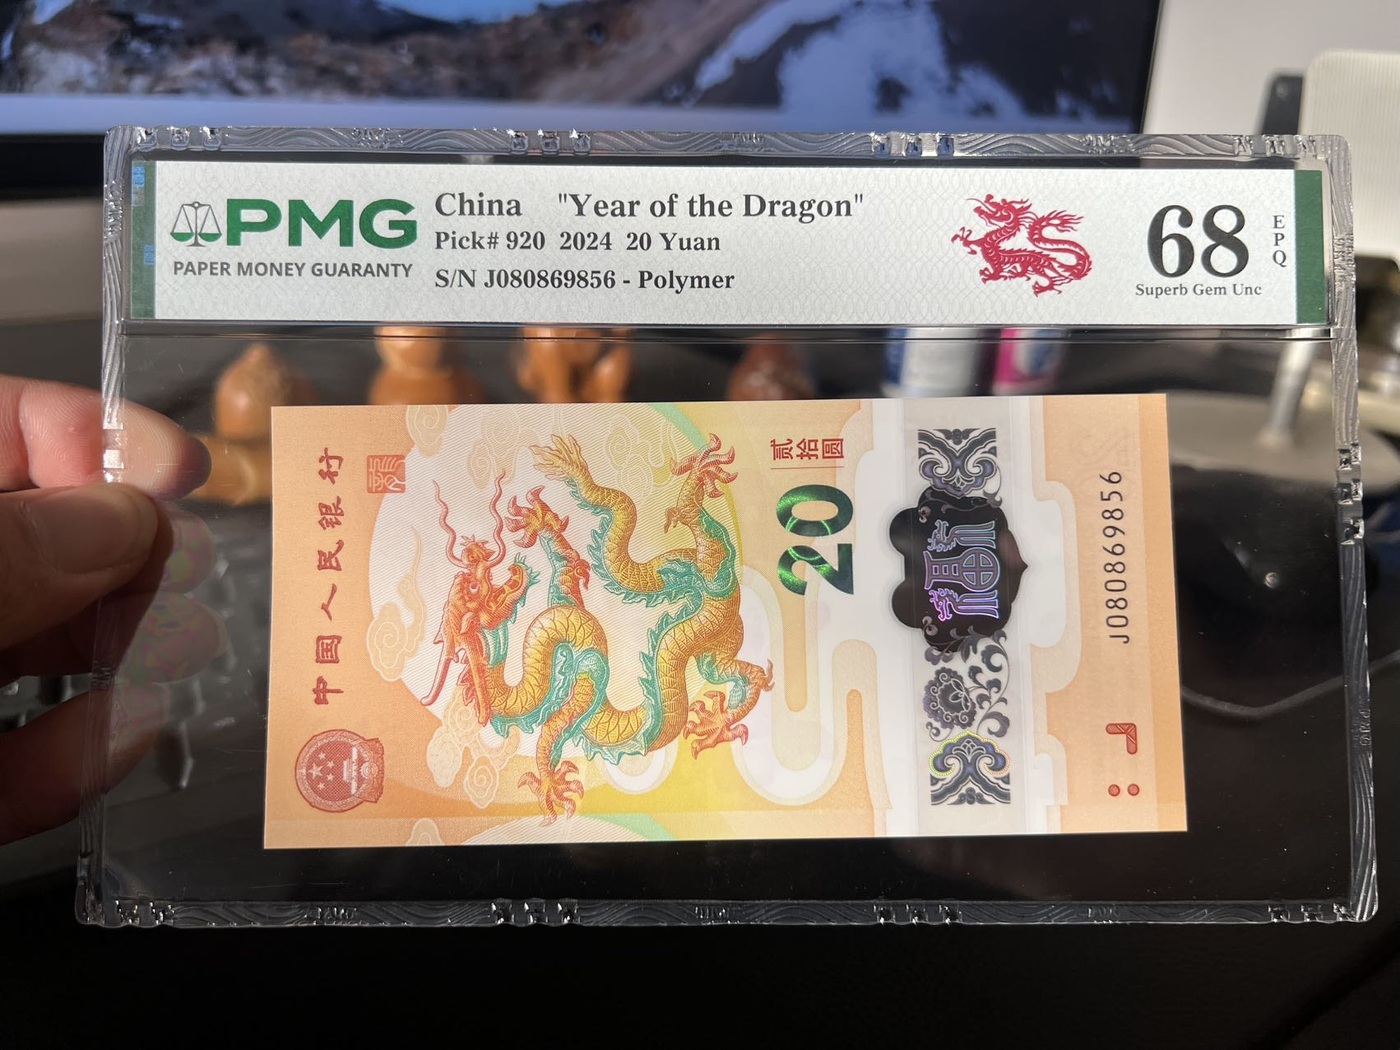 PMG
PAPER MONEY GUARANTY
China "Year of the Dragon"
Pick# 920 2024 20 Yuan
S/N J080869856 - Polymer
68
EPQ
Superb Gem Unc
中国人民银行
贰拾圆
20
J080869856